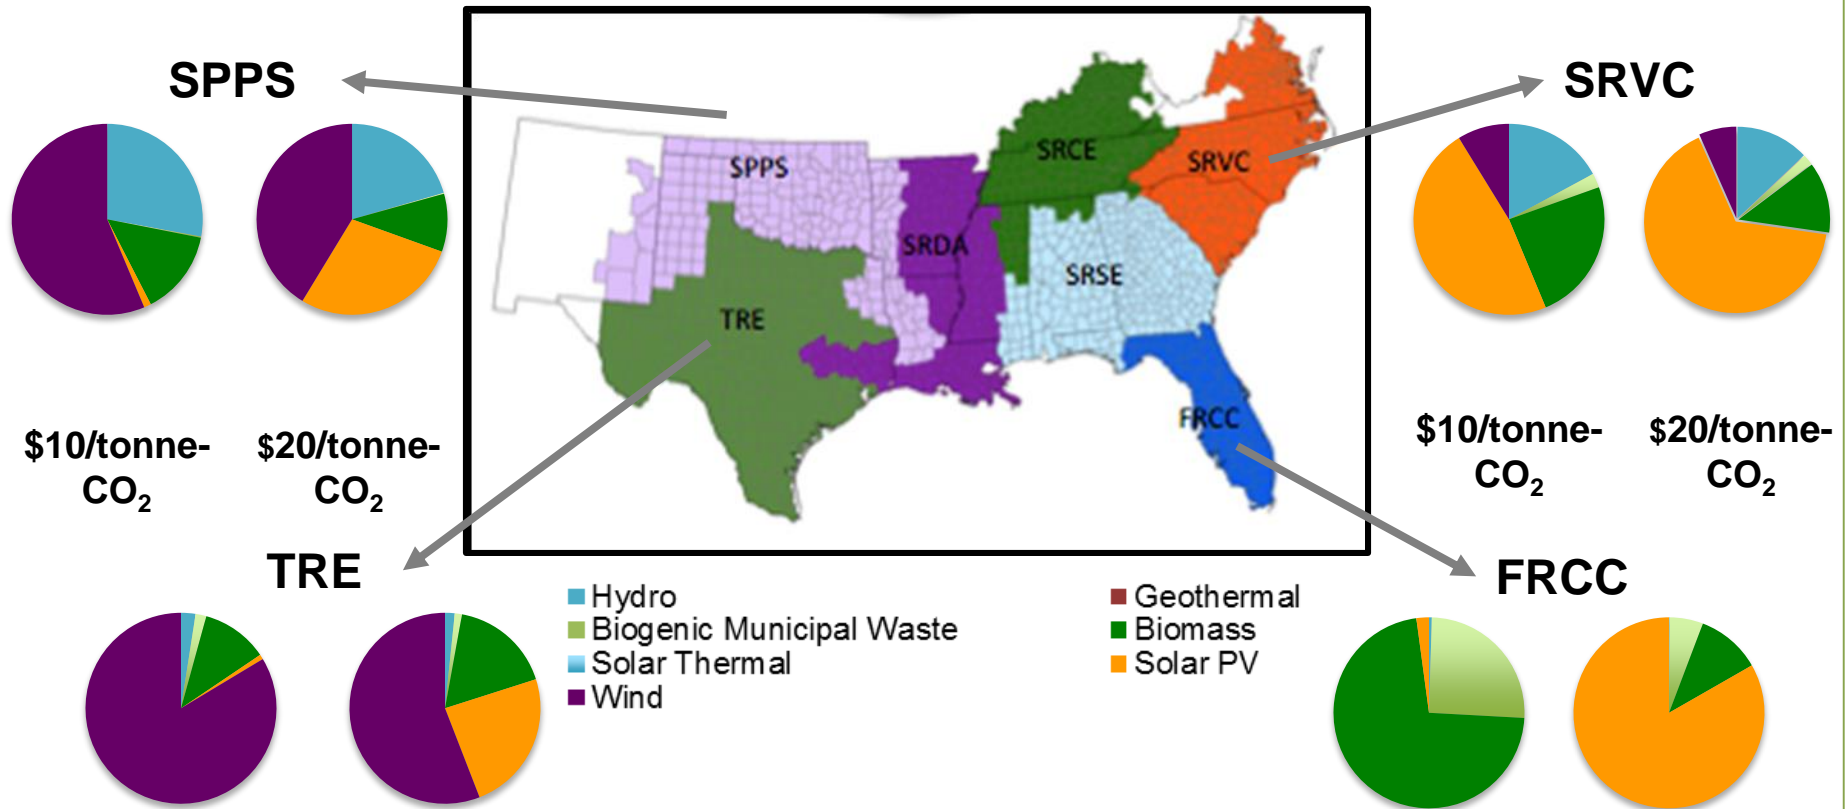 SPPS
SRVC
SPPS
SRCE
SRVC
SRDA
SRSE
TRE
FRCC
$10/tonne-
CO₂
$20/tonne-
CO₂
$10/tonne-
CO₂
$20/tonne-
CO₂
TRE
FRCC
Hydro
Biogenic Municipal Waste
Solar Thermal
Wind
Geothermal
Biomass
Solar PV